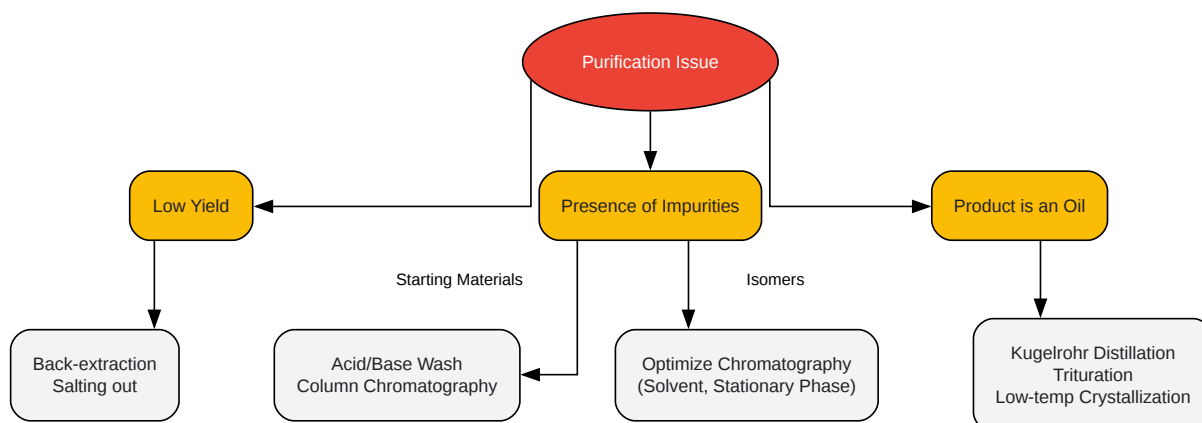 Purification Issue
Low Yield
Presence of Impurities
Product is an Oil
Starting Materials
Isomers
Back-extraction
Salting out
Acid/Base Wash
Column Chromatography
Optimize Chromatography
(Solvent, Stationary Phase)
Kugelrohr Distillation
Trituration
Low-temp Crystallization